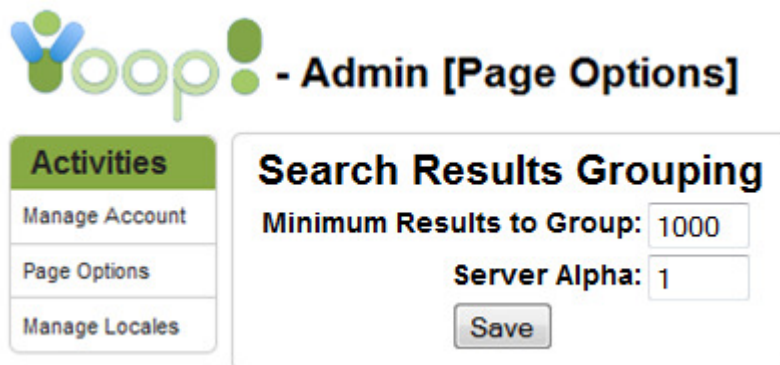 Yoop! - Admin [Page Options]
Activities
Manage Account
Page Options
Manage Locales
Search Results Grouping
Minimum Results to Group: 1000
Server Alpha: 1
Save